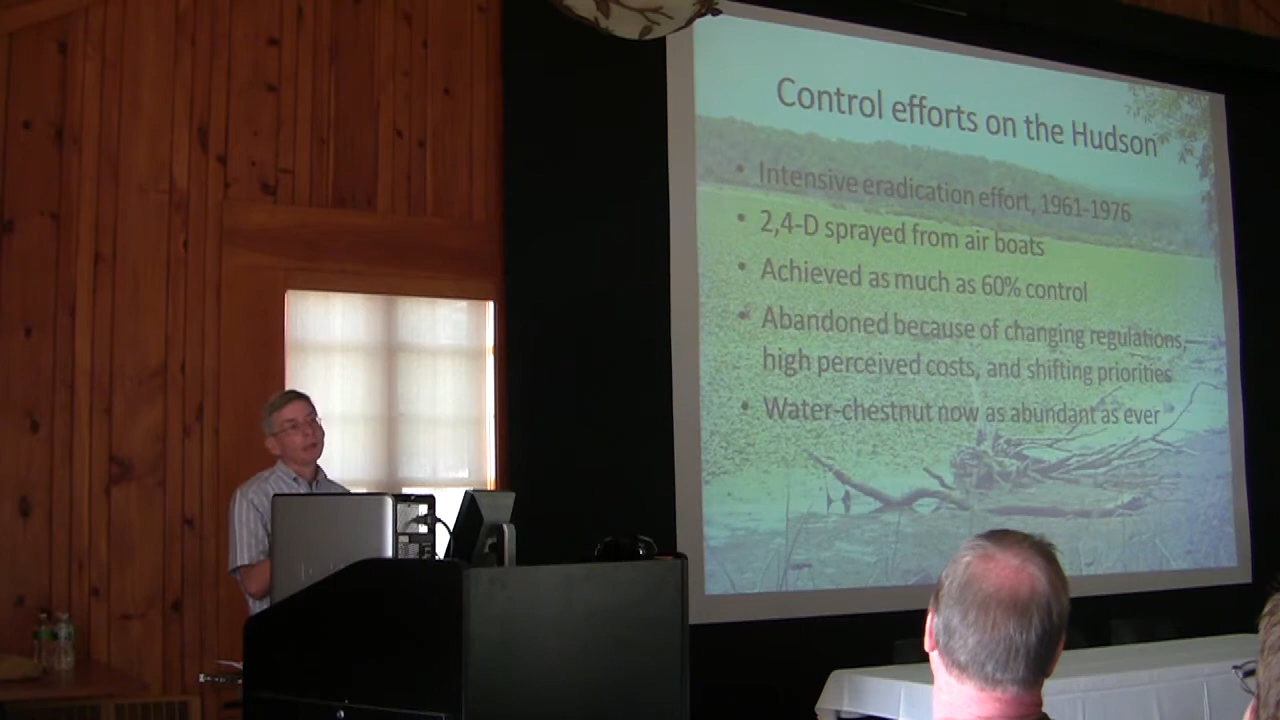 Control efforts on the Hudson
• Intensive eradication effort, 1961-1976
• 2,4-D sprayed from air boats
• Achieved as much as 60% control
• Abandoned because of changing regulations,
high perceived costs, and shifting priorities
• Water-chestnut now as abundant as ever